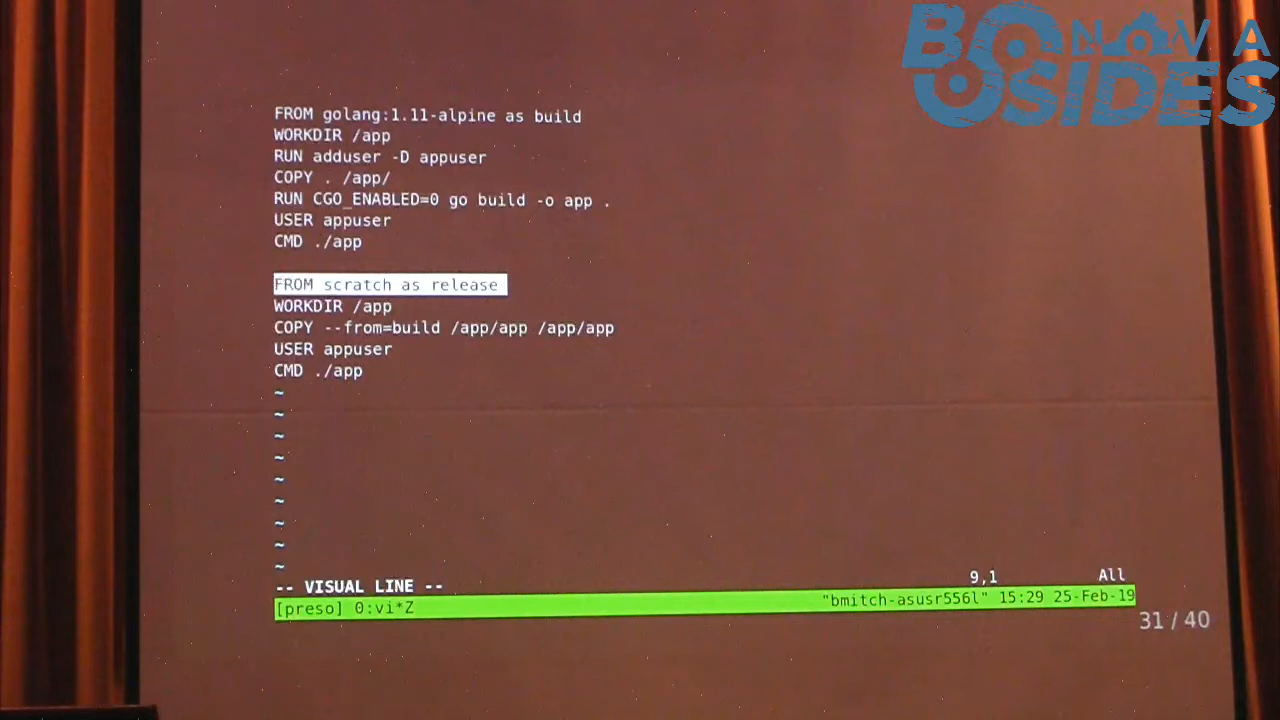 BSIDES NOVA
FROM golang:1.11-alpine as build
WORKDIR /app
RUN adduser -D appuser
COPY . /app/
RUN CGO_ENABLED=0 go build -o app .
USER appuser
CMD ./app
FROM scratch as release
WORKDIR /app
COPY --from=build /app/app /app/app
USER appuser
CMD ./app
~
~
~
~
~
~
~
~
~
-- VISUAL LINE -- 9,1 All
[preso] 0:vi*Z "bmitch-asusr556l" 15:29 25-Feb-19
31 / 40